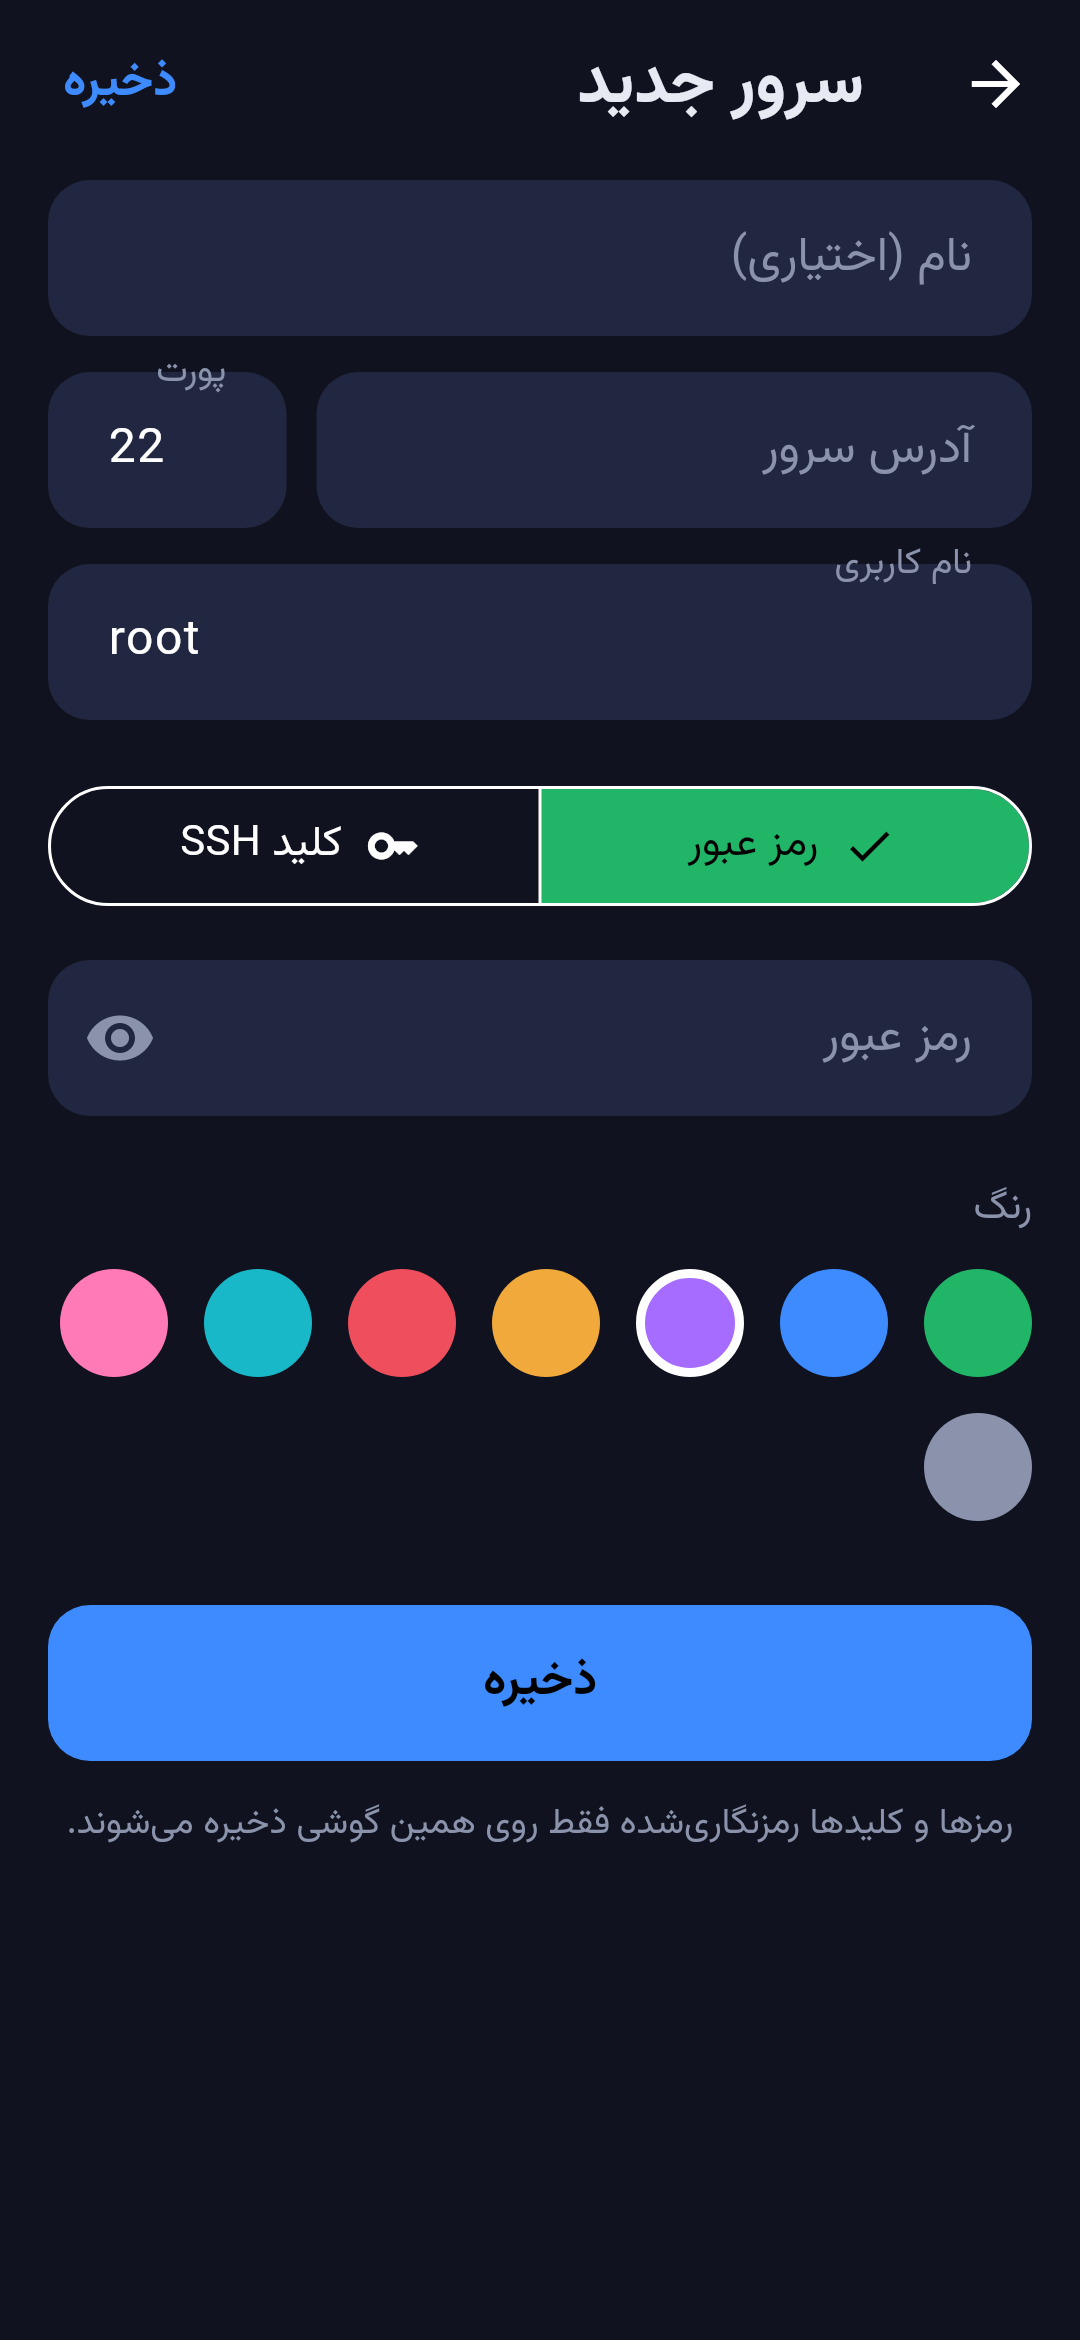 سرور جدید
ذخیره
نام (اختیاری)
آدرس سرور
پورت
22
نام کاربری
root
رمز عبور
کلید SSH
رمز عبور
رنگ
ذخیره
رمزها و کلیدها رمزنگاری‌شده فقط روی همین گوشی ذخیره می‌شوند.